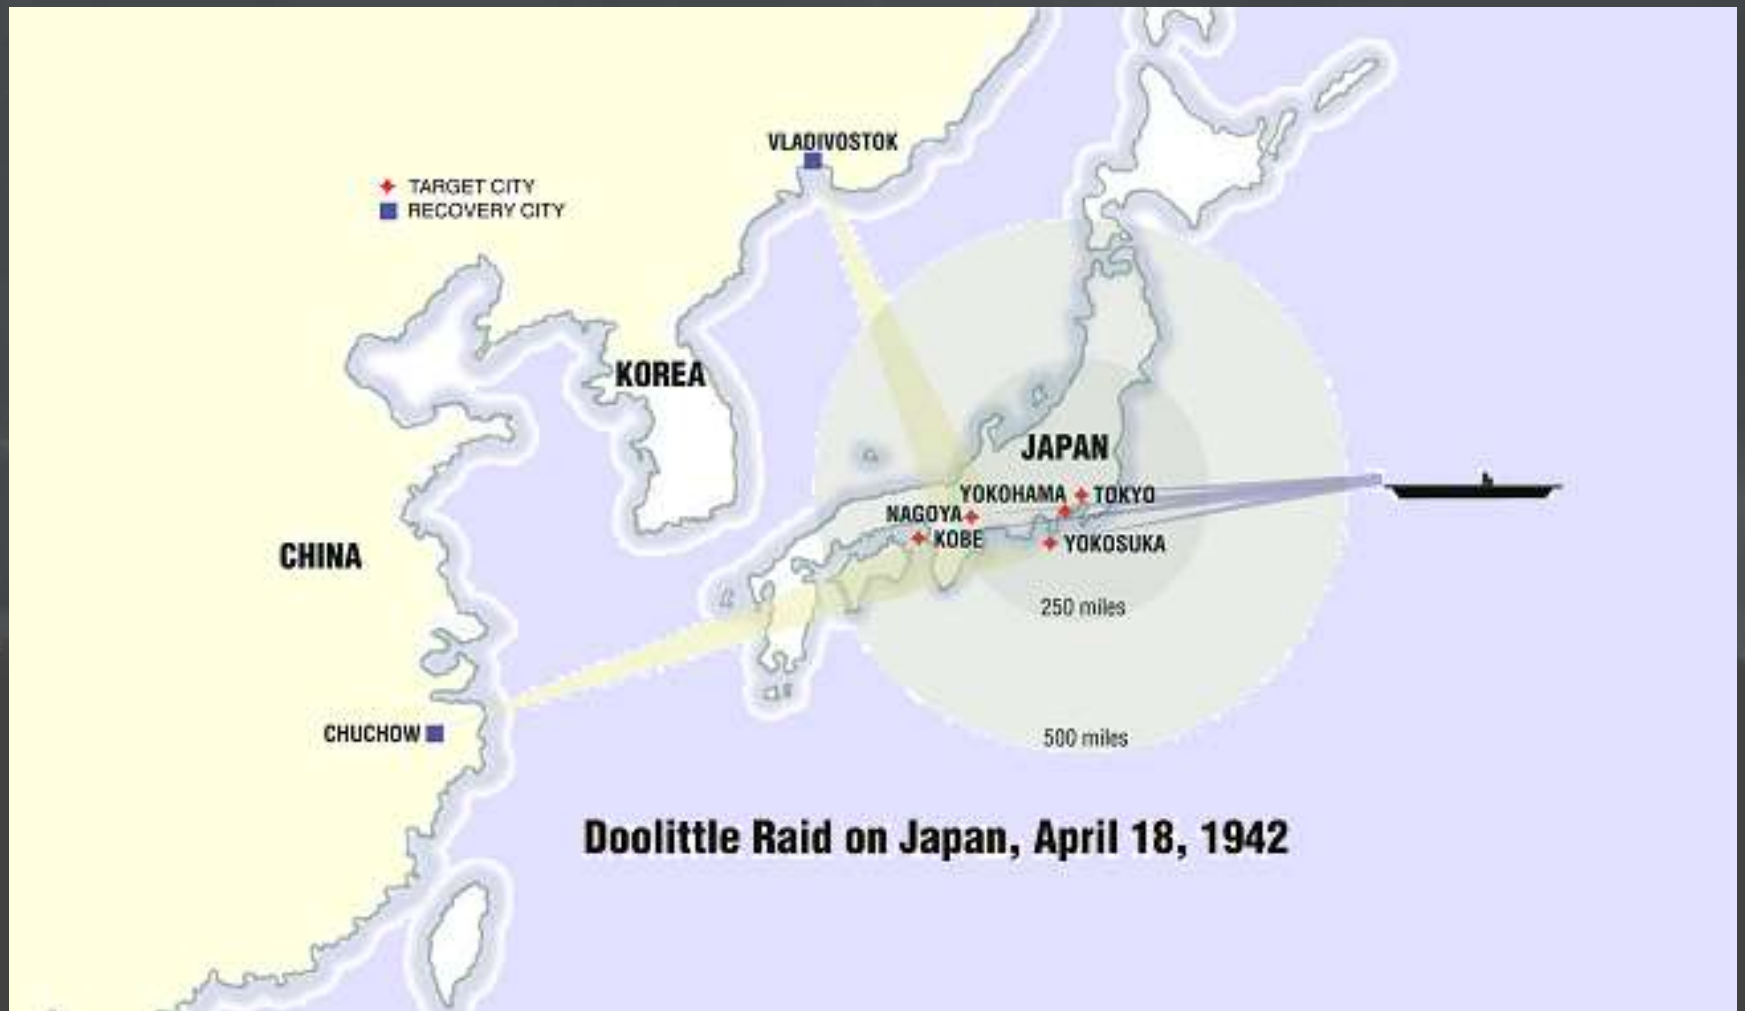 VLADIVOSTOK
TARGET CITY
RECOVERY CITY
KOREA
JAPAN
YOKOHAMA
TOKYO
NAGOYA
KOBE
YOKOSUKA
CHINA
250 miles
CHUCHOW
500 miles
Doolittle Raid on Japan, April 18, 1942